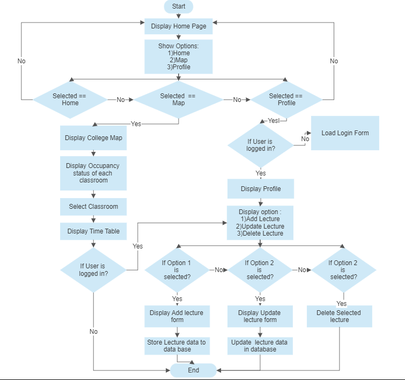 Start
Display Home Page
Show Options:
1)Home
2)Map
3)Profile
No
No
Selected ==
Home
No
Selected ==
Map
No
Selected ==
Profile
Yes
Yes!
Display College Map
If User is
logged in?
No
Load Login Form
Display Occupancy
status of each
classroom
Yes
Select Classroom
Display Profile
Display Time Table
Display option :
1)Add Lecture
2)Update Lecture
3)Delete Lecture
Yes
If User is
logged in?
If Option 1
is
selected?
No
If Option 2
is
selected?
No
If Option 2
is
selected?
Yes
Yes
Yes
No
Display Add lecture
form
Display Update
lecture form
Delete Selected
lecture
Store Lecture data to
data base
Update lecture data
in database
End